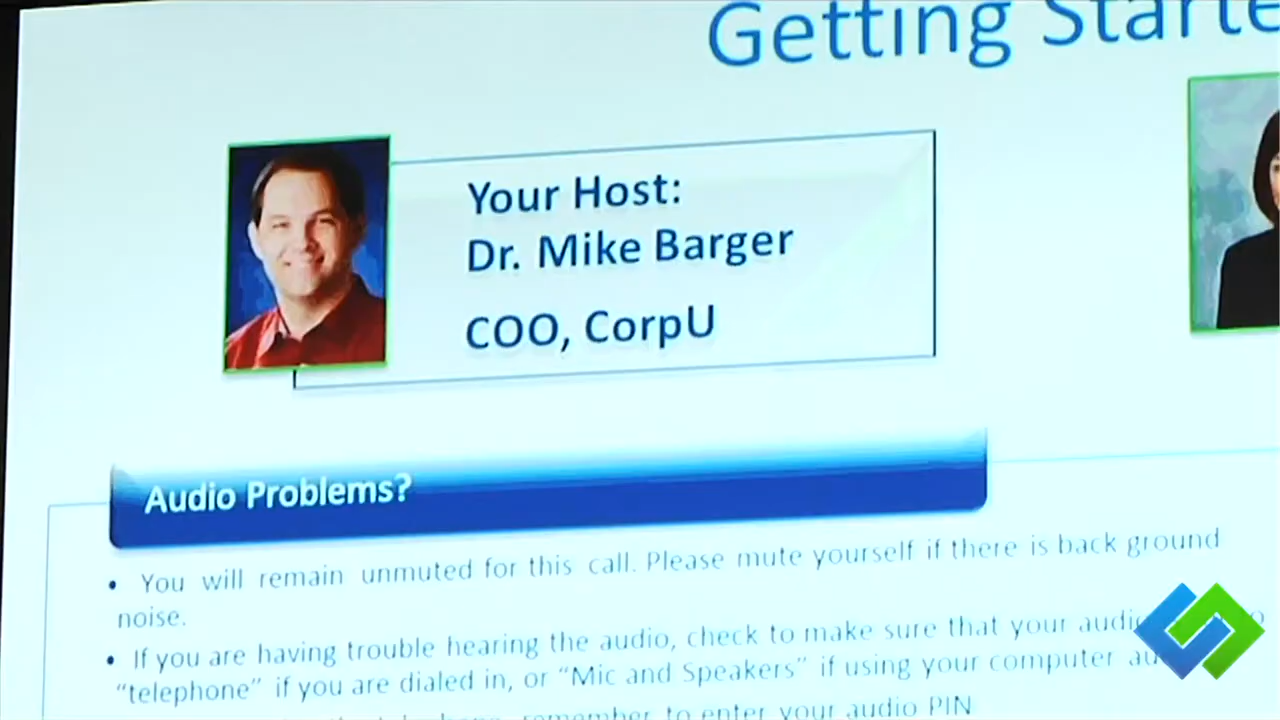 Getting Starte
Your Host:
Dr. Mike Barger
COO, CorpU
Audio Problems?
• You will remain unmuted for this call. Please mute yourself if there is back ground
noise.
• If you are having trouble hearing the audio, check to make sure that your audi
"telephone" if you are dialed in, or "Mic and Speakers" if using your computer au
remember to enter your audio PIN